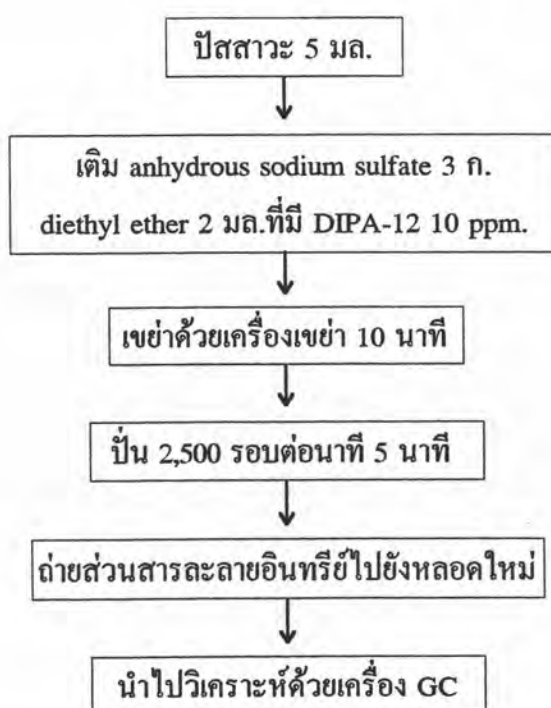 ปัสสาวะ 5 มล.
เติม anhydrous sodium sulfate 3 ก.
diethyl ether 2 มล.ที่มี DIPA-12 10 ppm.
เขย่าด้วยเครื่องเขย่า 10 นาที
ปั่น 2,500 รอบต่อนาที 5 นาที
ถ่ายส่วนสารละลายอินทรีย์ไปยังหลอดใหม่
นำไปวิเคราะห์ด้วยเครื่อง GC